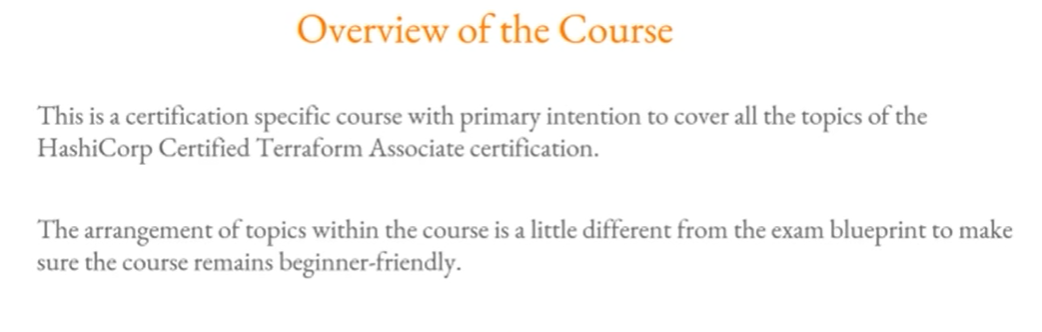 Overview of the Course
This is a certification specific course with primary intention to cover all the topics of the
HashiCorp Certified Terraform Associate certification.
The arrangement of topics within the course is a little different from the exam blueprint to make
sure the course remains beginner-friendly.